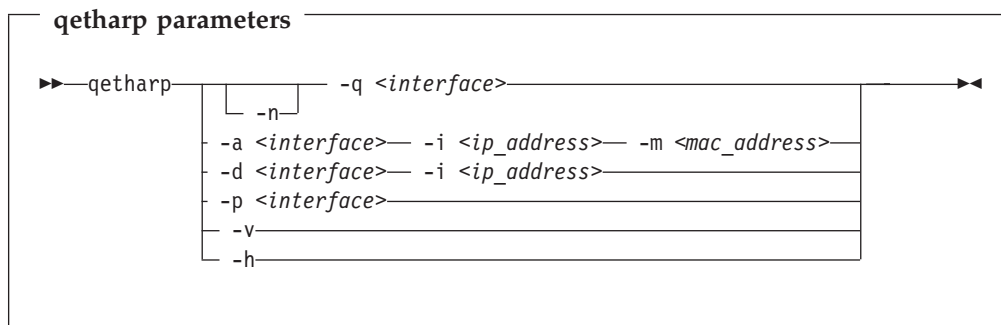 qetharp parameters
qetharp -q <interface>
-n
-a <interface> -i <ip_address> -m <mac_address>
-d <interface> -i <ip_address>
-p <interface>
-v
-h